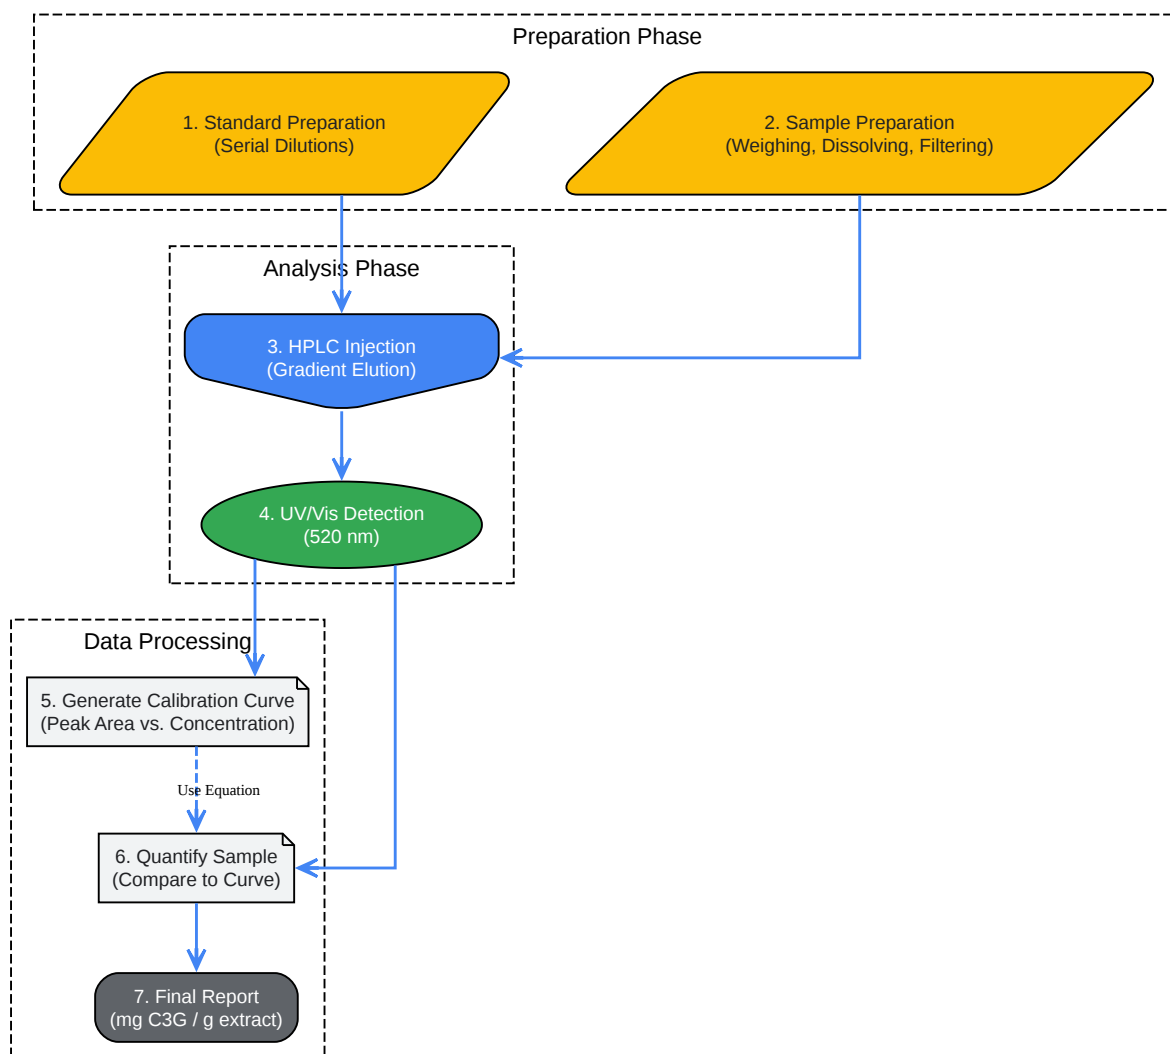 Preparation Phase
1. Standard Preparation
(Serial Dilutions)
2. Sample Preparation
(Weighing, Dissolving, Filtering)
Analysis Phase
3. HPLC Injection
(Gradient Elution)
4. UV/Vis Detection
(520 nm)
Data Processing
5. Generate Calibration Curve
(Peak Area vs. Concentration)
Use Equation
6. Quantify Sample
(Compare to Curve)
7. Final Report
(mg C3G / g extract)